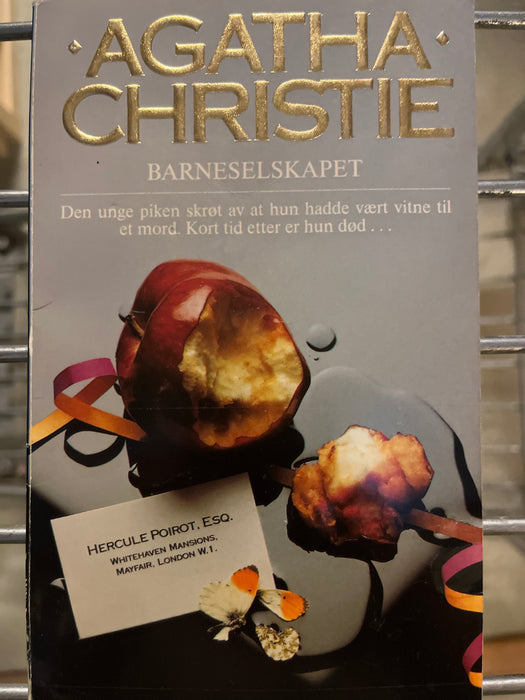 AGATHA
CHRISTIE
BARNESELSKAPET
Den unge piken skrøt av at hun hadde vært vitne til
et mord. Kort tid etter er hun død . . .
HERCULE POIROT, ESQ.
WHITEHAVEN MANSIONS,
MAYFAIR, LONDON W.1.